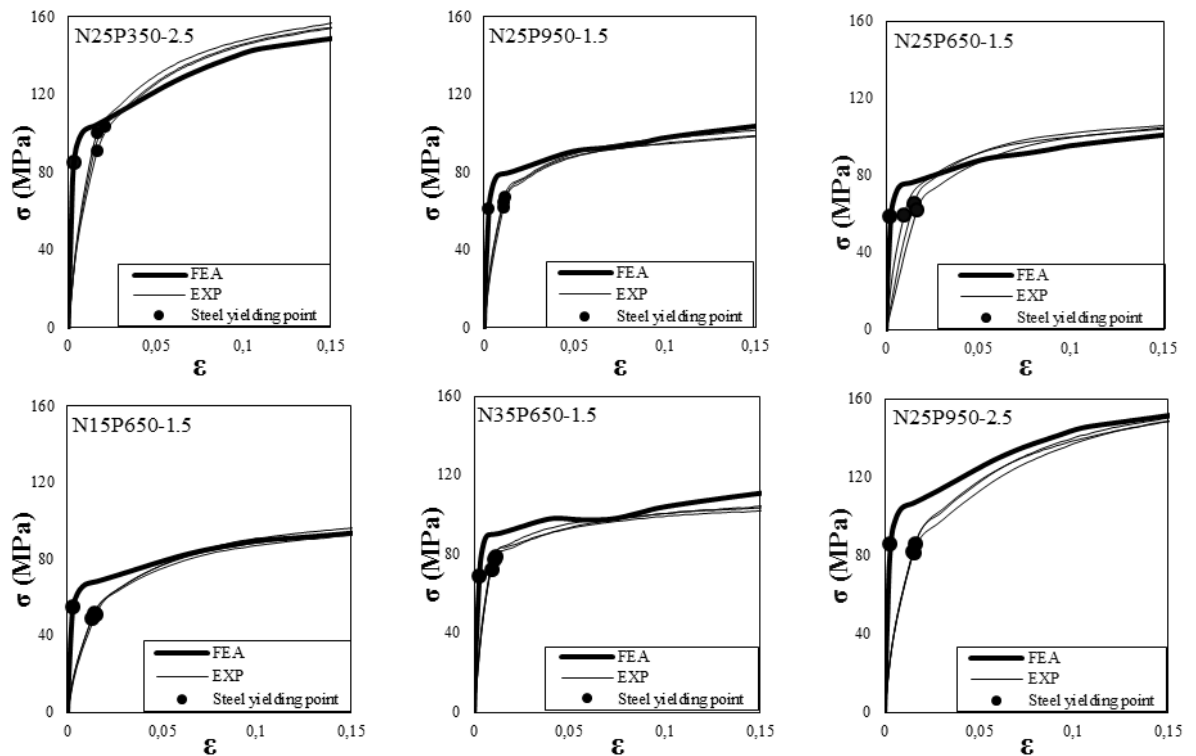 N25P350-2.5
160
120
80
40
0
σ (MPa)
FEA
EXP
Steel yielding point
0
0,05
0,1
0,15
ε
N25P950-1.5
160
120
80
40
0
σ (MPa)
FEA
EXP
Steel yielding point
0
0,05
0,1
0,15
ε
N25P650-1.5
160
120
80
40
0
σ (MPa)
FEA
EXP
Steel yielding point
0
0,05
0,1
0,15
ε
N15P650-1.5
160
120
80
40
0
σ (MPa)
FEA
EXP
Steel yielding point
0
0,05
0,1
0,15
ε
N35P650-1.5
160
120
80
40
0
σ (MPa)
FEA
EXP
Steel yielding point
0
0,05
0,1
0,15
ε
N25P950-2.5
160
120
80
40
0
σ (MPa)
FEA
EXP
Steel yielding point
0
0,05
0,1
0,15
ε